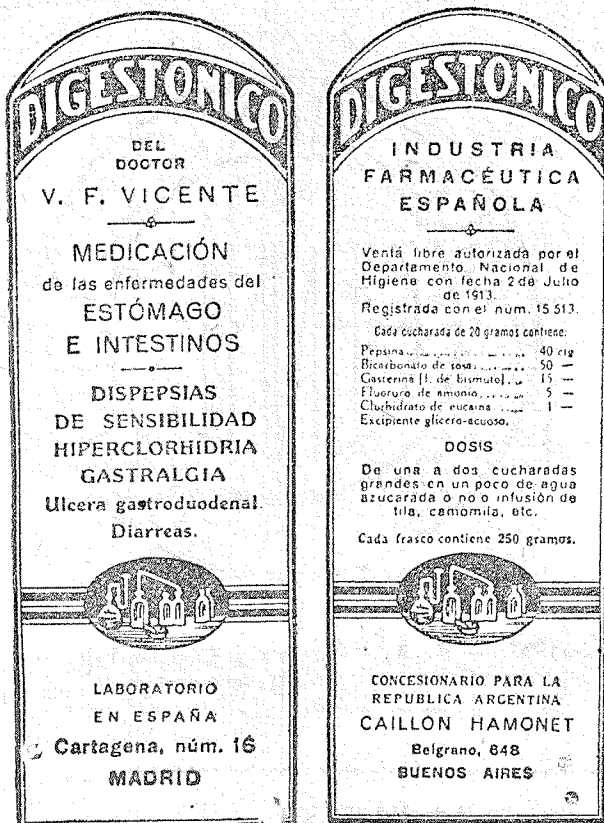 DIGESTÓNICO
DEL
DOCTOR
V. F. VICENTE
MEDICACIÓN
de las enfermedades del
ESTÓMAGO
E INTESTINOS
DISPEPSIAS
DE SENSIBILIDAD
HIPERCLORHIDRIA
GASTRALGIA
Ulcera gastroduodenal.
Diarreas.
LABORATORIO
EN ESPAÑA
Cartagena, núm. 16
MADRID
DIGESTÓNICO
INDUSTRIA
FARMACÉUTICA
ESPAÑOLA
Venta libre autorizada por el
Departamento Nacional de
Higiene con fecha 2 de Julio
de 1913.
Registrada con el num. 15 513.
Cada cucharada de 20 gramos contiene:
Pepsina 40 ctg
Bicarbonato de sosa 50 —
Gasterina [f. de bismuto] 15 —
Fluoruro de amonio 5 —
Cluhidrato de eucaina 1 —
Excipiente glicero-acuoso.
DOSIS
De una a dos cucharadas
grandes en un poco de agua
azucarada o no o infusión de
tila, camomila, etc.
Cada frasco contiene 250 gramos.
CONCESIONARIO PARA LA
REPUBLICA ARGENTINA
CAILLON HAMONET
Belgrano, 648
BUENOS AIRES